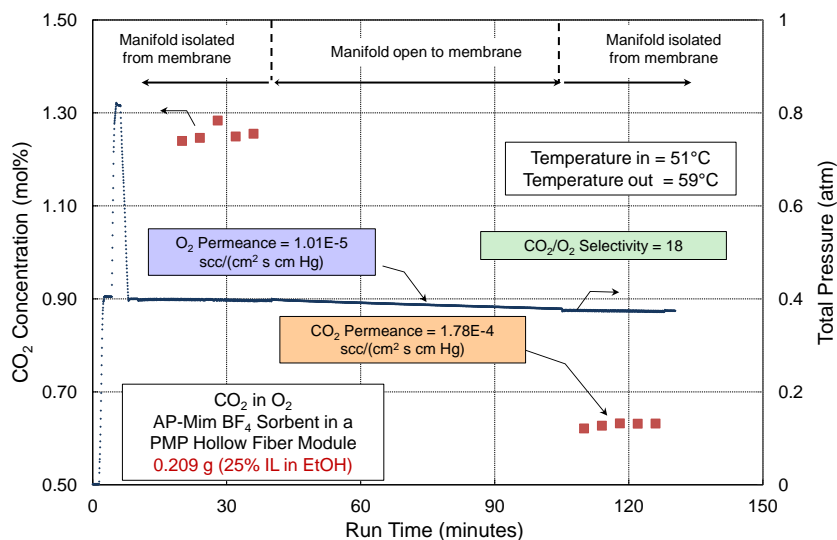 1.50
1.30
1.10
0.90
0.70
0.50
CO₂ Concentration (mol%)
Manifold isolated
from membrane
Manifold open to membrane
Manifold isolated
from membrane
Temperature in = 51°C
Temperature out = 59°C
O₂ Permeance = 1.01E-5
scc/(cm² s cm Hg)
CO₂/O₂ Selectivity = 18
CO₂ Permeance = 1.78E-4
scc/(cm² s cm Hg)
CO₂ in O₂
AP-Mim BF₄ Sorbent in a
PMP Hollow Fiber Module
0.209 g (25% IL in EtOH)
1
0.8
0.6
0.4
0.2
0
Total Pressure (atm)
0
30
60
90
120
150
Run Time (minutes)